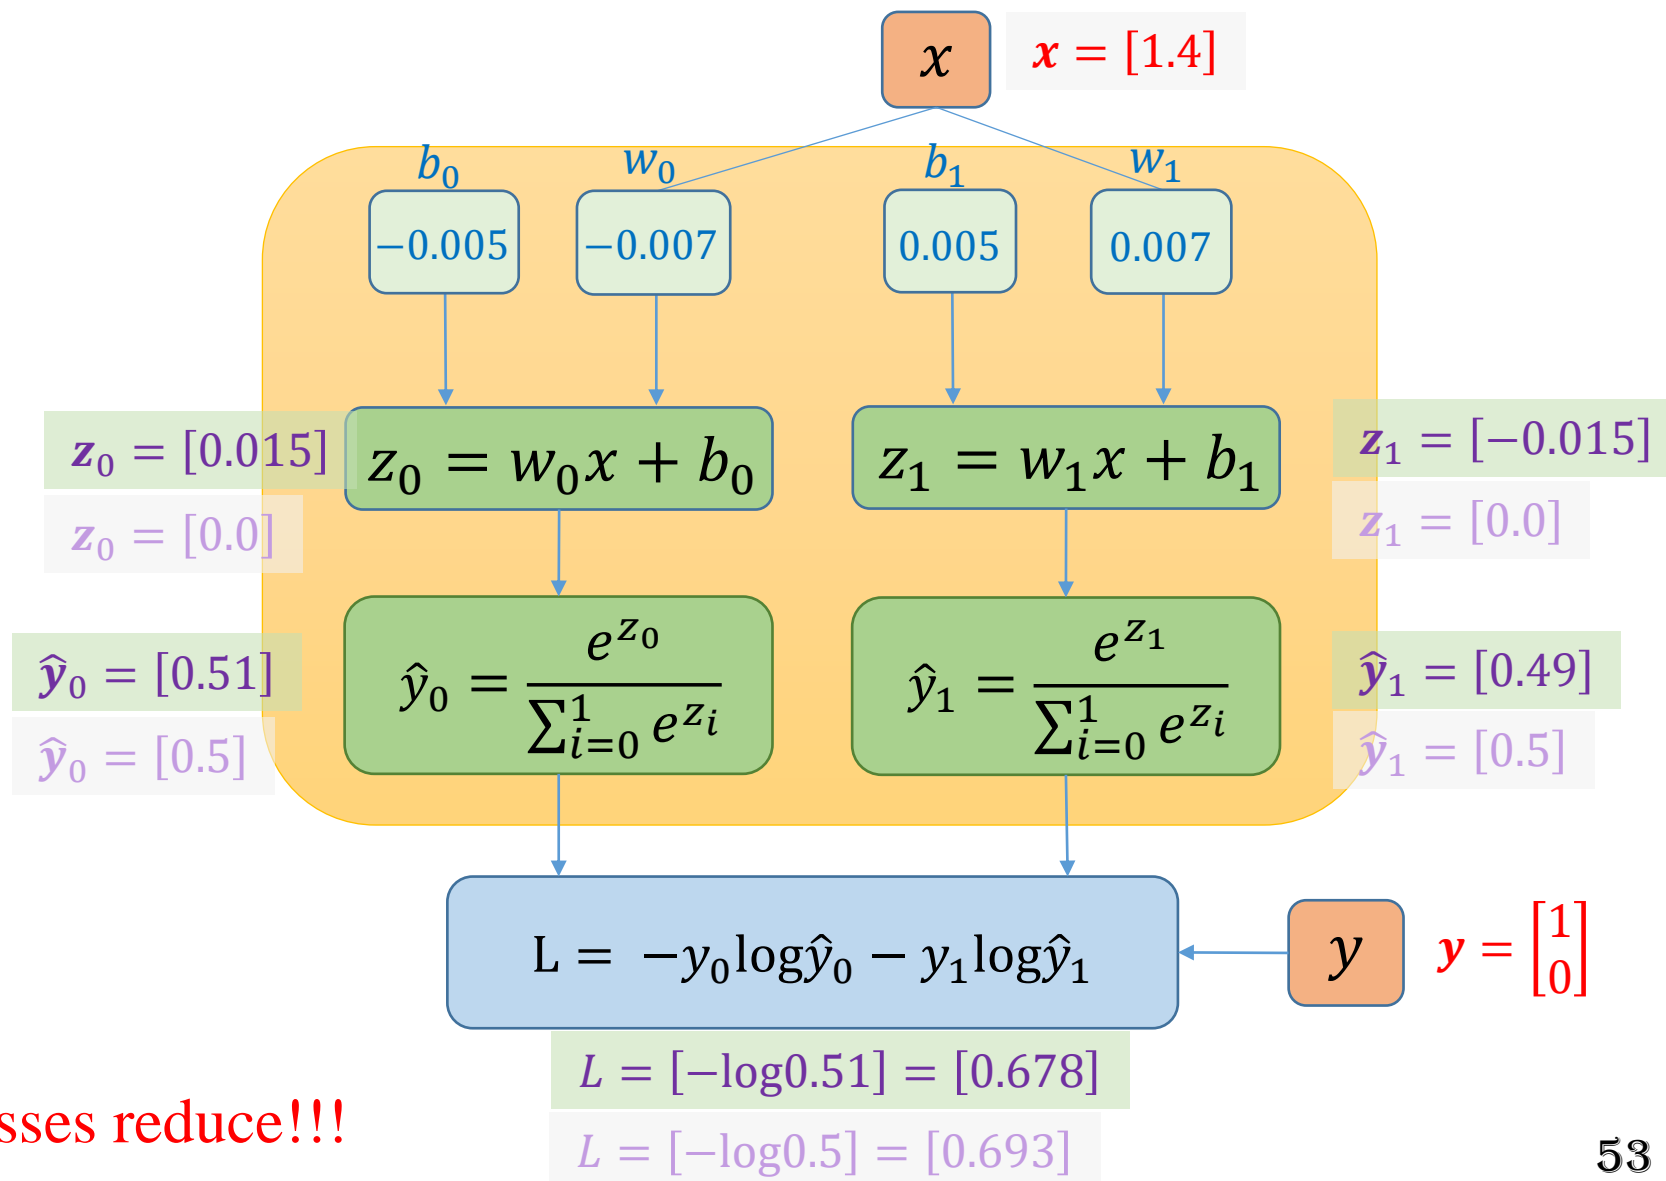 x
x = [1.4]
b₀ w₀ b₁ w₁
−0.005 −0.007 0.005 0.007
z₀ = [0.015] z₀ = w₀x + b₀ z₁ = w₁x + b₁ z₁ = [−0.015]
z₀ = [0.0] z₁ = [0.0]
ŷ₀ = [0.51] ŷ₀ = e^{z₀} / ∑_{i=0}^{1} e^{z_i} ŷ₁ = e^{z₁} / ∑_{i=0}^{1} e^{z_i} ŷ₁ = [0.49]
ŷ₀ = [0.5] ŷ₁ = [0.5]
L = −y₀logŷ₀ − y₁logŷ₁
y
y = [1 0]
L = [−log0.51] = [0.678]
L = [−log0.5] = [0.693]
sses reduce!!!
53